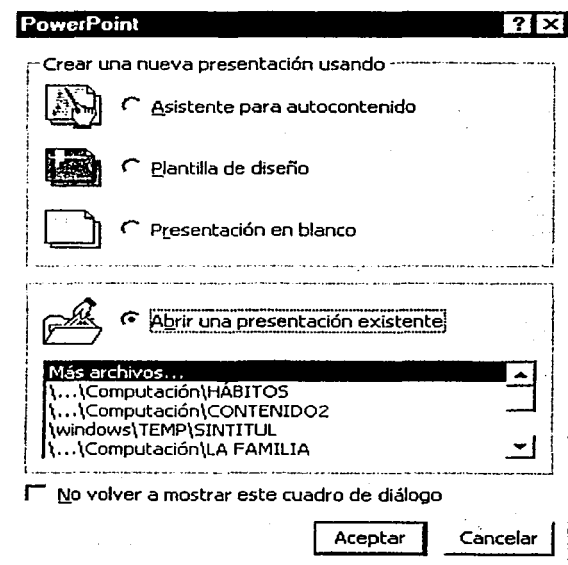 PowerPoint
Crear una nueva presentación usando
Asistente para autocontenido
Plantilla de diseño
Presentación en blanco
Abrir una presentación existente
Más archivos...
\...\Computación\HÁBITOS
\...\Computación\CONTENIDO2
\windows\TEMP\SINTITUL
\...\Computación\LA FAMILIA
No volver a mostrar este cuadro de diálogo
Aceptar Cancelar